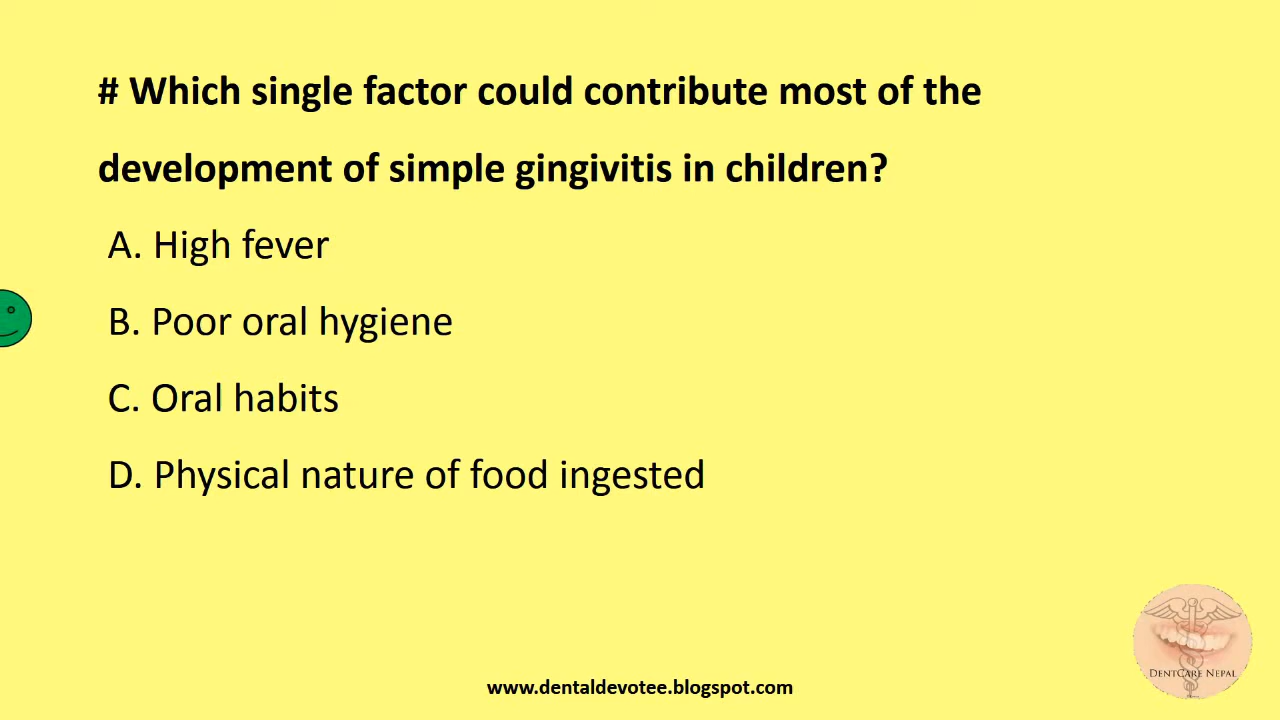 # Which single factor could contribute most of the
development of simple gingivitis in children?
A. High fever
B. Poor oral hygiene
C. Oral habits
D. Physical nature of food ingested
DENTCARE NEPAL
www.dentaldevotee.blogspot.com